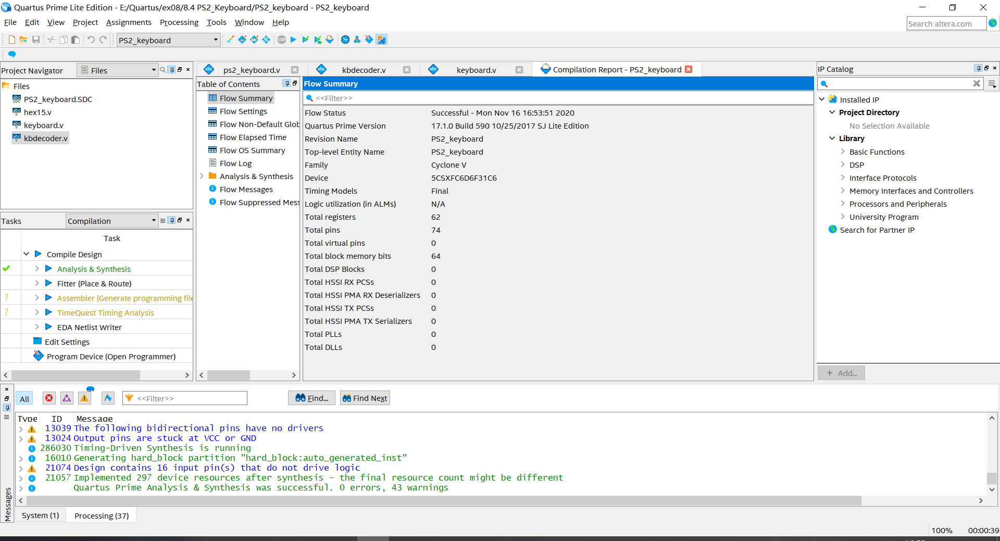 Quartus Prime Lite Edition - E:/Quartus/ex08/8.4 PS2_Keyboard/PS2_keyboard - PS2_keyboard
File Edit View Project Assignments Processing Tools Window Help
Search altera.com
PS2_keyboard
Project Navigator Files
Files
PS2_keyboard.SDC
hex15.v
keyboard.v
kbdecoder.v
Tasks Compilation
Task
Compile Design
Analysis & Synthesis
Fitter (Place & Route)
? Assembler (Generate programming file
? TimeQuest Timing Analysis
EDA Netlist Writer
Edit Settings
Program Device (Open Programmer)
ps2_keyboard.v kbdecoder.v keyboard.v Compilation Report - PS2_keyboard
Table of Contents
Flow Summary
Flow Settings
Flow Non-Default Glob
Flow Elapsed Time
Flow OS Summary
Flow Log
Analysis & Synthesis
Flow Messages
Flow Suppressed Mess
Flow Summary
<<Filter>>
Flow Status Successful - Mon Nov 16 16:53:51 2020
Quartus Prime Version 17.1.0 Build 590 10/25/2017 SJ Lite Edition
Revision Name PS2_keyboard
Top-level Entity Name PS2_keyboard
Family Cyclone V
Device 5CSXFC6D6F31C6
Timing Models Final
Logic utilization (in ALMs) N/A
Total registers 62
Total pins 74
Total virtual pins 0
Total block memory bits 64
Total DSP Blocks 0
Total HSSI RX PCSs 0
Total HSSI PMA RX Deserializers 0
Total HSSI TX PCSs 0
Total HSSI PMA TX Serializers 0
Total PLLs 0
Total DLLs 0
IP Catalog
Installed IP
Project Directory
No Selection Available
Library
Basic Functions
DSP
Interface Protocols
Memory Interfaces and Controllers
Processors and Peripherals
University Program
Search for Partner IP
+ Add...
All <<Filter>> Find... Find Next
Type ID Message
13039 The following bidirectional pins have no drivers
13024 Output pins are stuck at VCC or GND
286030 Timing-Driven Synthesis is running
16010 Generating hard_block partition "hard_block:auto_generated_inst"
21074 Design contains 16 input pin(s) that do not drive logic
21057 Implemented 297 device resources after synthesis - the final resource count might be different
Quartus Prime Analysis & Synthesis was successful. 0 errors, 43 warnings
Messages
System (1) Processing (37)
100% 00:00:39